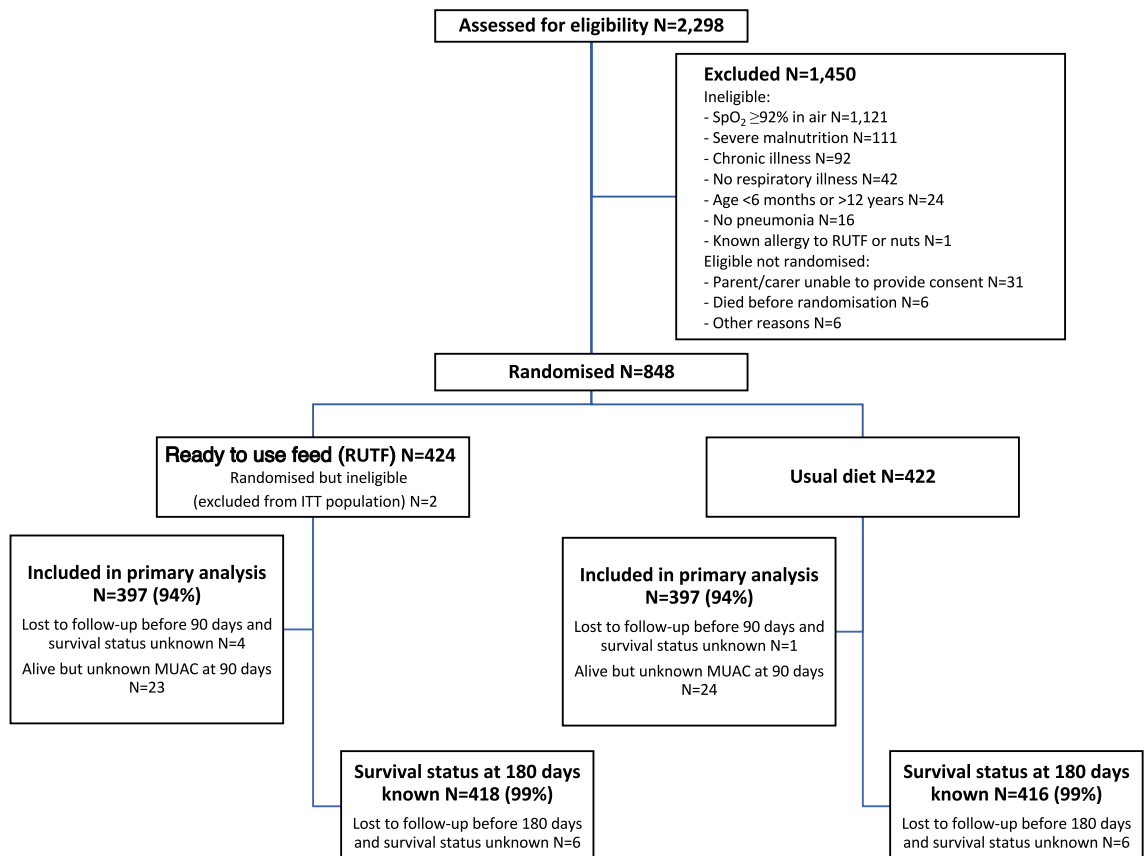 Assessed for eligibility N=2,298
Excluded N=1,450
Ineligible:
- SpO2 ≥92% in air N=1,121
- Severe malnutrition N=111
- Chronic illness N=92
- No respiratory illness N=42
- Age <6 months or >12 years N=24
- No pneumonia N=16
- Known allergy to RUTF or nuts N=1
Eligible not randomised:
- Parent/carer unable to provide consent N=31
- Died before randomisation N=6
- Other reasons N=6
Randomised N=848
Ready to use feed (RUTF) N=424
Randomised but ineligible
(excluded from ITT population) N=2
Usual diet N=422
Included in primary analysis
N=397 (94%)
Lost to follow-up before 90 days and
survival status unknown N=4
Alive but unknown MUAC at 90 days
N=23
Included in primary analysis
N=397 (94%)
Lost to follow-up before 90 days and
survival status unknown N=1
Alive but unknown MUAC at 90 days
N=24
Survival status at 180 days
known N=418 (99%)
Lost to follow-up before 180 days
and survival status unknown N=6
Survival status at 180 days
known N=416 (99%)
Lost to follow-up before 180 days
and survival status unknown N=6